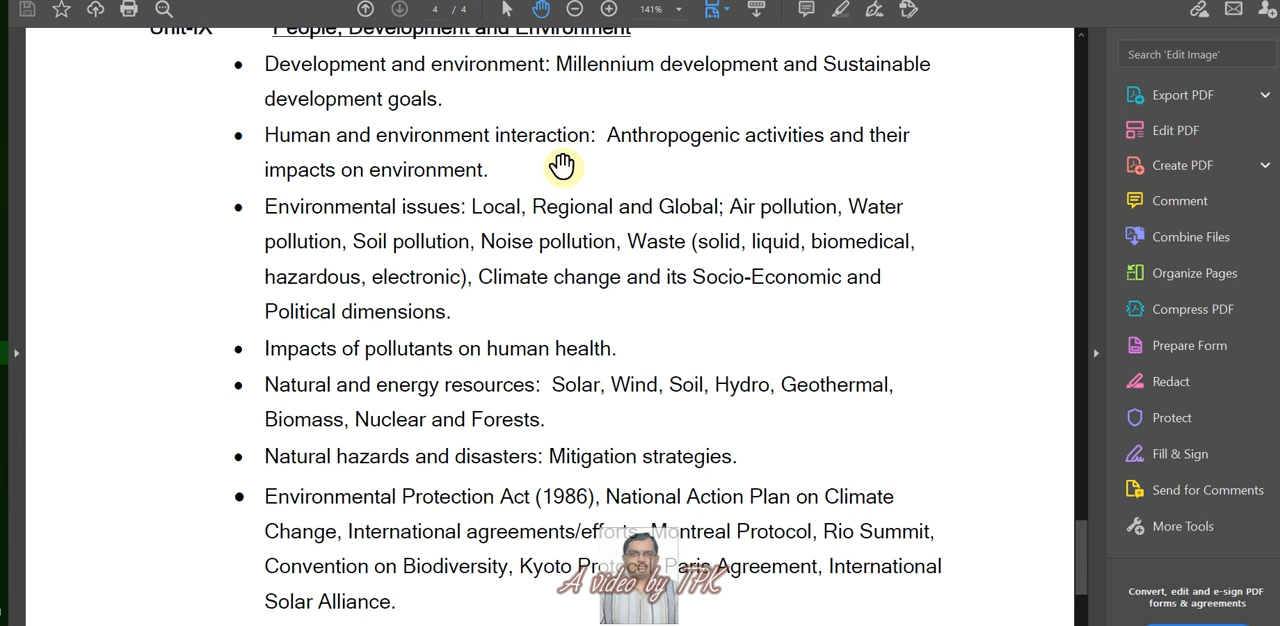 4 / 4
141%
Unit-IX People, Development and Environment
Search 'Edit Image'
• Development and environment: Millennium development and Sustainable
development goals.
• Human and environment interaction: Anthropogenic activities and their
impacts on environment.
• Environmental issues: Local, Regional and Global; Air pollution, Water
pollution, Soil pollution, Noise pollution, Waste (solid, liquid, biomedical,
hazardous, electronic), Climate change and its Socio-Economic and
Political dimensions.
• Impacts of pollutants on human health.
• Natural and energy resources: Solar, Wind, Soil, Hydro, Geothermal,
Biomass, Nuclear and Forests.
• Natural hazards and disasters: Mitigation strategies.
• Environmental Protection Act (1986), National Action Plan on Climate
Change, International agreements/efforts Montreal Protocol, Rio Summit,
Convention on Biodiversity, Kyoto Protocol, Paris Agreement, International
Solar Alliance.
A video by TPK
Export PDF
Edit PDF
Create PDF
Comment
Combine Files
Organize Pages
Compress PDF
Prepare Form
Redact
Protect
Fill & Sign
Send for Comments
More Tools
Convert, edit and e-sign PDF
forms & agreements